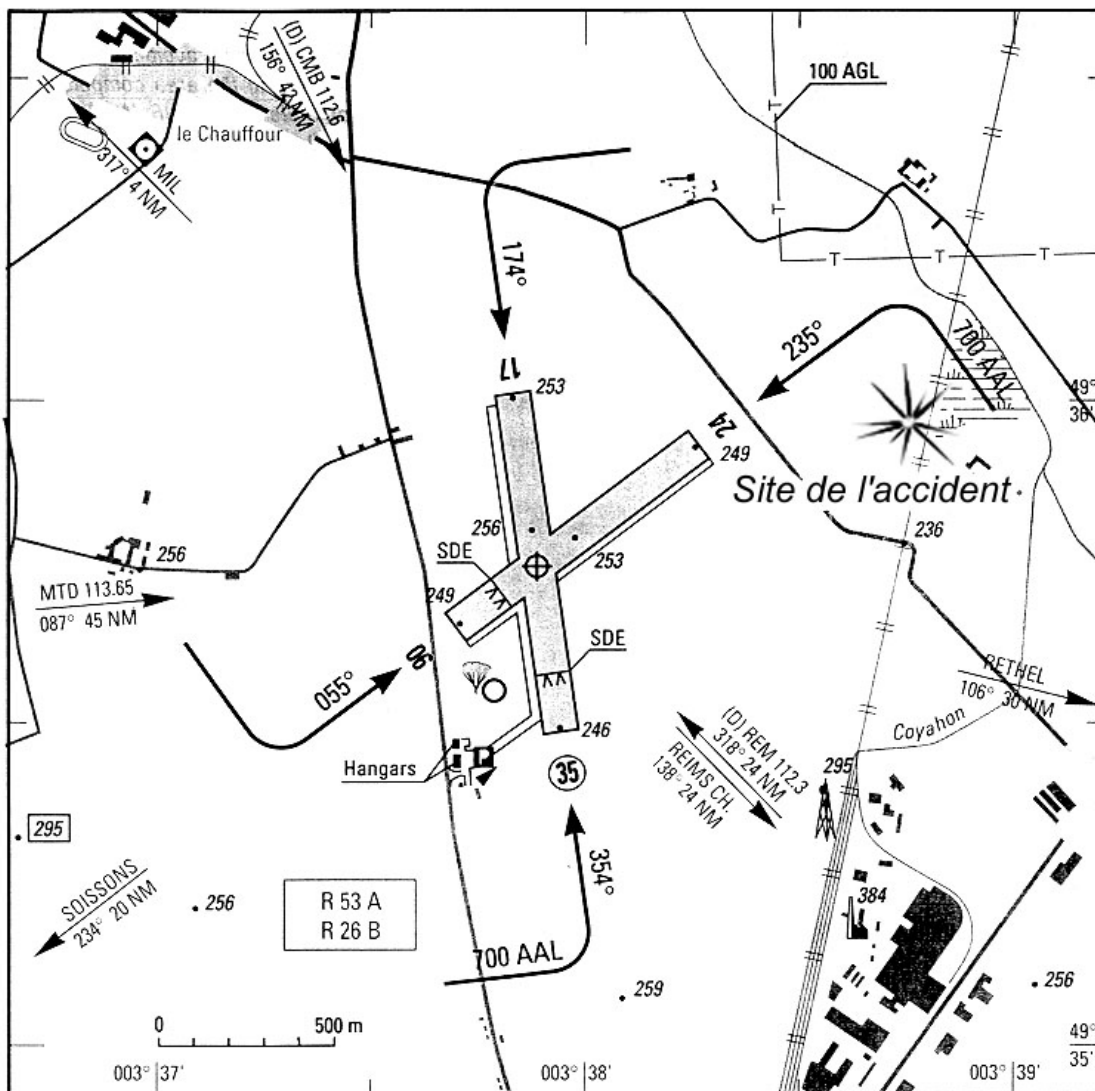 (D) CMB 112.6
156° 42 NM
100 AGL
le Chauffour
MIL
317° 4 NM
174°
235°
700 AAL
17
253
24
249
49°
36'
Site de l'accident
256
SDE
253
236
256
249
MTD 113.65
087° 45 NM
SDE
06
055°
RETHEL
106° 30 NM
Coyahon
(D) REM 112.3
318° 24 NM
REIMS CH.
138° 24 NM
246
Hangars
35
295
295
354°
384
SOISSONS
234° 20 NM
256
R 53 A
R 26 B
700 AAL
259
256
0 500 m
49°
35'
003° 37'
003° 38'
003° 39'
T
T
T
T
T